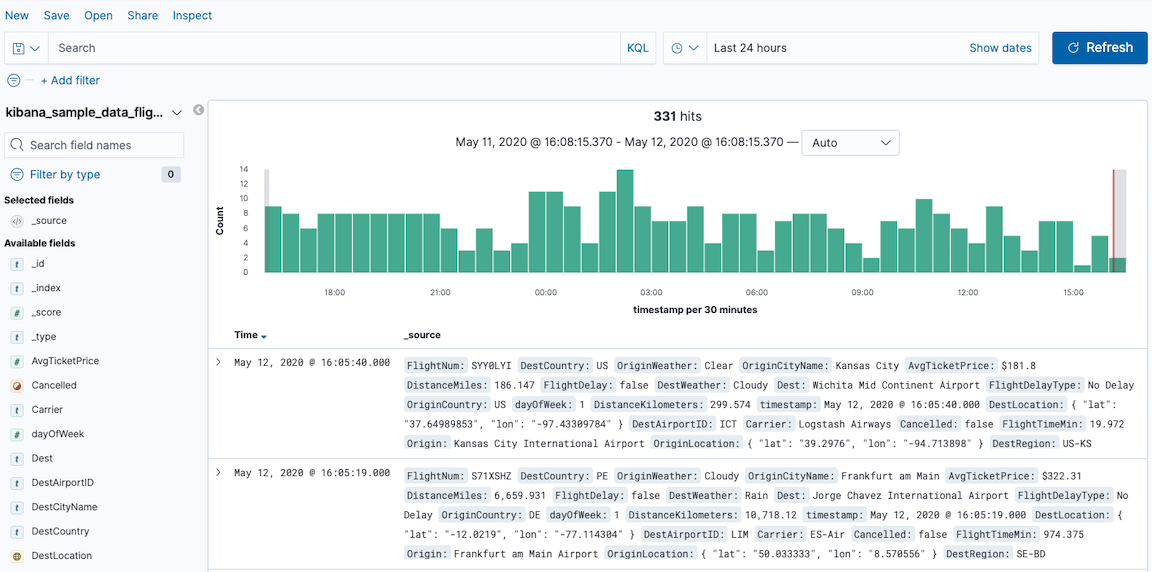 New Save Open Share Inspect
Search KQL Last 24 hours Show dates Refresh
+ Add filter
kibana_sample_data_flig...
Search field names
Filter by type 0
Selected fields
_source
Available fields
t _id
t _index
# _score
t _type
# AvgTicketPrice
Cancelled
t Carrier
# dayOfWeek
t Dest
t DestAirportID
t DestCityName
t DestCountry
DestLocation
331 hits
May 11, 2020 @ 16:08:15.370 - May 12, 2020 @ 16:08:15.370 — Auto
Count
14
12
10
8
6
4
2
0
18:00 21:00 00:00 03:00 06:00 09:00 12:00 15:00
timestamp per 30 minutes
Time _source
May 12, 2020 @ 16:05:40.000 FlightNum: SYY0LYI DestCountry: US OriginWeather: Clear OriginCityName: Kansas City AvgTicketPrice: $181.8
DistanceMiles: 186.147 FlightDelay: false DestWeather: Cloudy Dest: Wichita Mid Continent Airport FlightDelayType: No Delay
OriginCountry: US dayOfWeek: 1 DistanceKilometers: 299.574 timestamp: May 12, 2020 @ 16:05:40.000 DestLocation: { "lat":
"37.64989853", "lon": "-97.43309784" } DestAirportID: ICT Carrier: Logstash Airways Cancelled: false FlightTimeMin: 19.972
Origin: Kansas City International Airport OriginLocation: { "lat": "39.2976", "lon": "-94.713898" } DestRegion: US-KS
May 12, 2020 @ 16:05:19.000 FlightNum: S71XSHZ DestCountry: PE OriginWeather: Cloudy OriginCityName: Frankfurt am Main AvgTicketPrice: $322.31
DistanceMiles: 6,659.931 FlightDelay: false DestWeather: Rain Dest: Jorge Chavez International Airport FlightDelayType: No
Delay OriginCountry: DE dayOfWeek: 1 DistanceKilometers: 10,718.12 timestamp: May 12, 2020 @ 16:05:19.000 DestLocation: {
"lat": "-12.0219", "lon": "-77.114304" } DestAirportID: LIM Carrier: ES-Air Cancelled: false FlightTimeMin: 974.375
Origin: Frankfurt am Main Airport OriginLocation: { "lat": "50.033333", "lon": "8.570556" } DestRegion: SE-BD